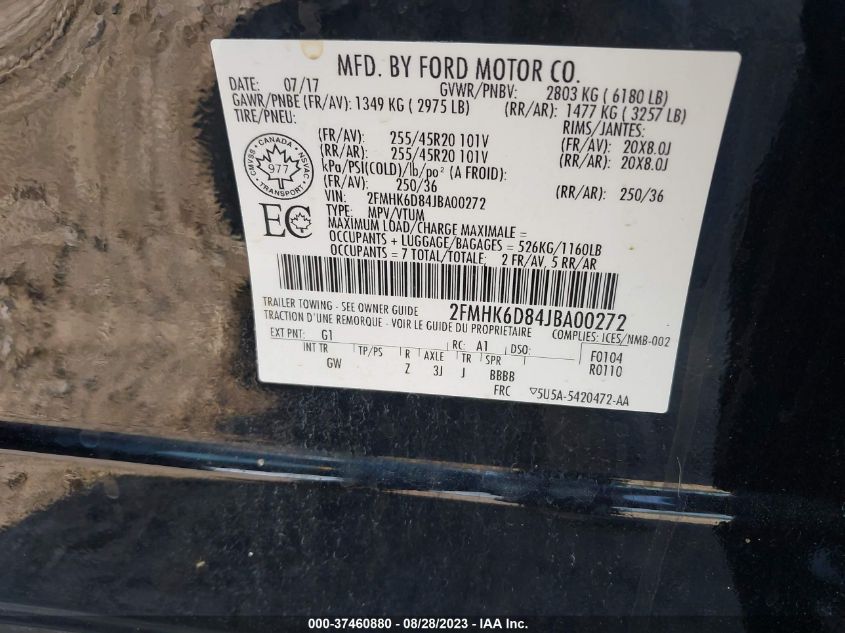 MFD. BY FORD MOTOR CO.
DATE: 07/17 GVWR/PNBV: 2803 KG ( 6180 LB)
GAWR/PNBE (FR/AV): 1349 KG ( 2975 LB) (RR/AR): 1477 KG ( 3257 LB)
TIRE/PNEU: RIMS/JANTES:
(FR/AV): 255/45R20 101V (FR/AV): 20X8.0J
(RR/AR): 255/45R20 101V (RR/AR): 20X8.0J
kPa/PSI(COLD)/lb/po² (A FROID):
(FR/AV): 250/36 (RR/AR): 250/36
VIN: 2FMHK6D84JBA00272
TYPE: MPV/VTUM
MAXIMUM LOAD/CHARGE MAXIMALE =
OCCUPANTS + LUGGAGE/BAGAGES = 526KG/1160LB
OCCUPANTS = 7 TOTAL/TOTALE: 2 FR/AV, 5 RR/AR
CANADA
CMVSS NSVAC
977
TRANSPORT
EC
TRAILER TOWING - SEE OWNER GUIDE 2FMHK6D84JBA00272
TRACTION D'UNE REMORQUE - VOIR LE GUIDE DU PROPRIETAIRE COMPLIES: ICES/NMB-002
EXT PNT: G1 RC: A1 DSO: F0104
INT TR TP/PS R AXLE TR SPR R0110
GW Z 3J J BBBB
FRC 5U5A-5420472-AA
000-37460880 - 08/28/2023 - IAA Inc.